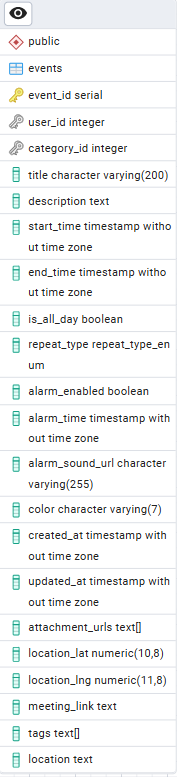 public
events
event_id serial
user_id integer
category_id integer
title character varying(200)
description text
start_time timestamp witho
ut time zone
end_time timestamp witho
ut time zone
is_all_day boolean
repeat_type repeat_type_en
um
alarm_enabled boolean
alarm_time timestamp with
out time zone
alarm_sound_url character
varying(255)
color character varying(7)
created_at timestamp with
out time zone
updated_at timestamp with
out time zone
attachment_urls text[]
location_lat numeric(10,8)
location_lng numeric(11,8)
meeting_link text
tags text[]
location text